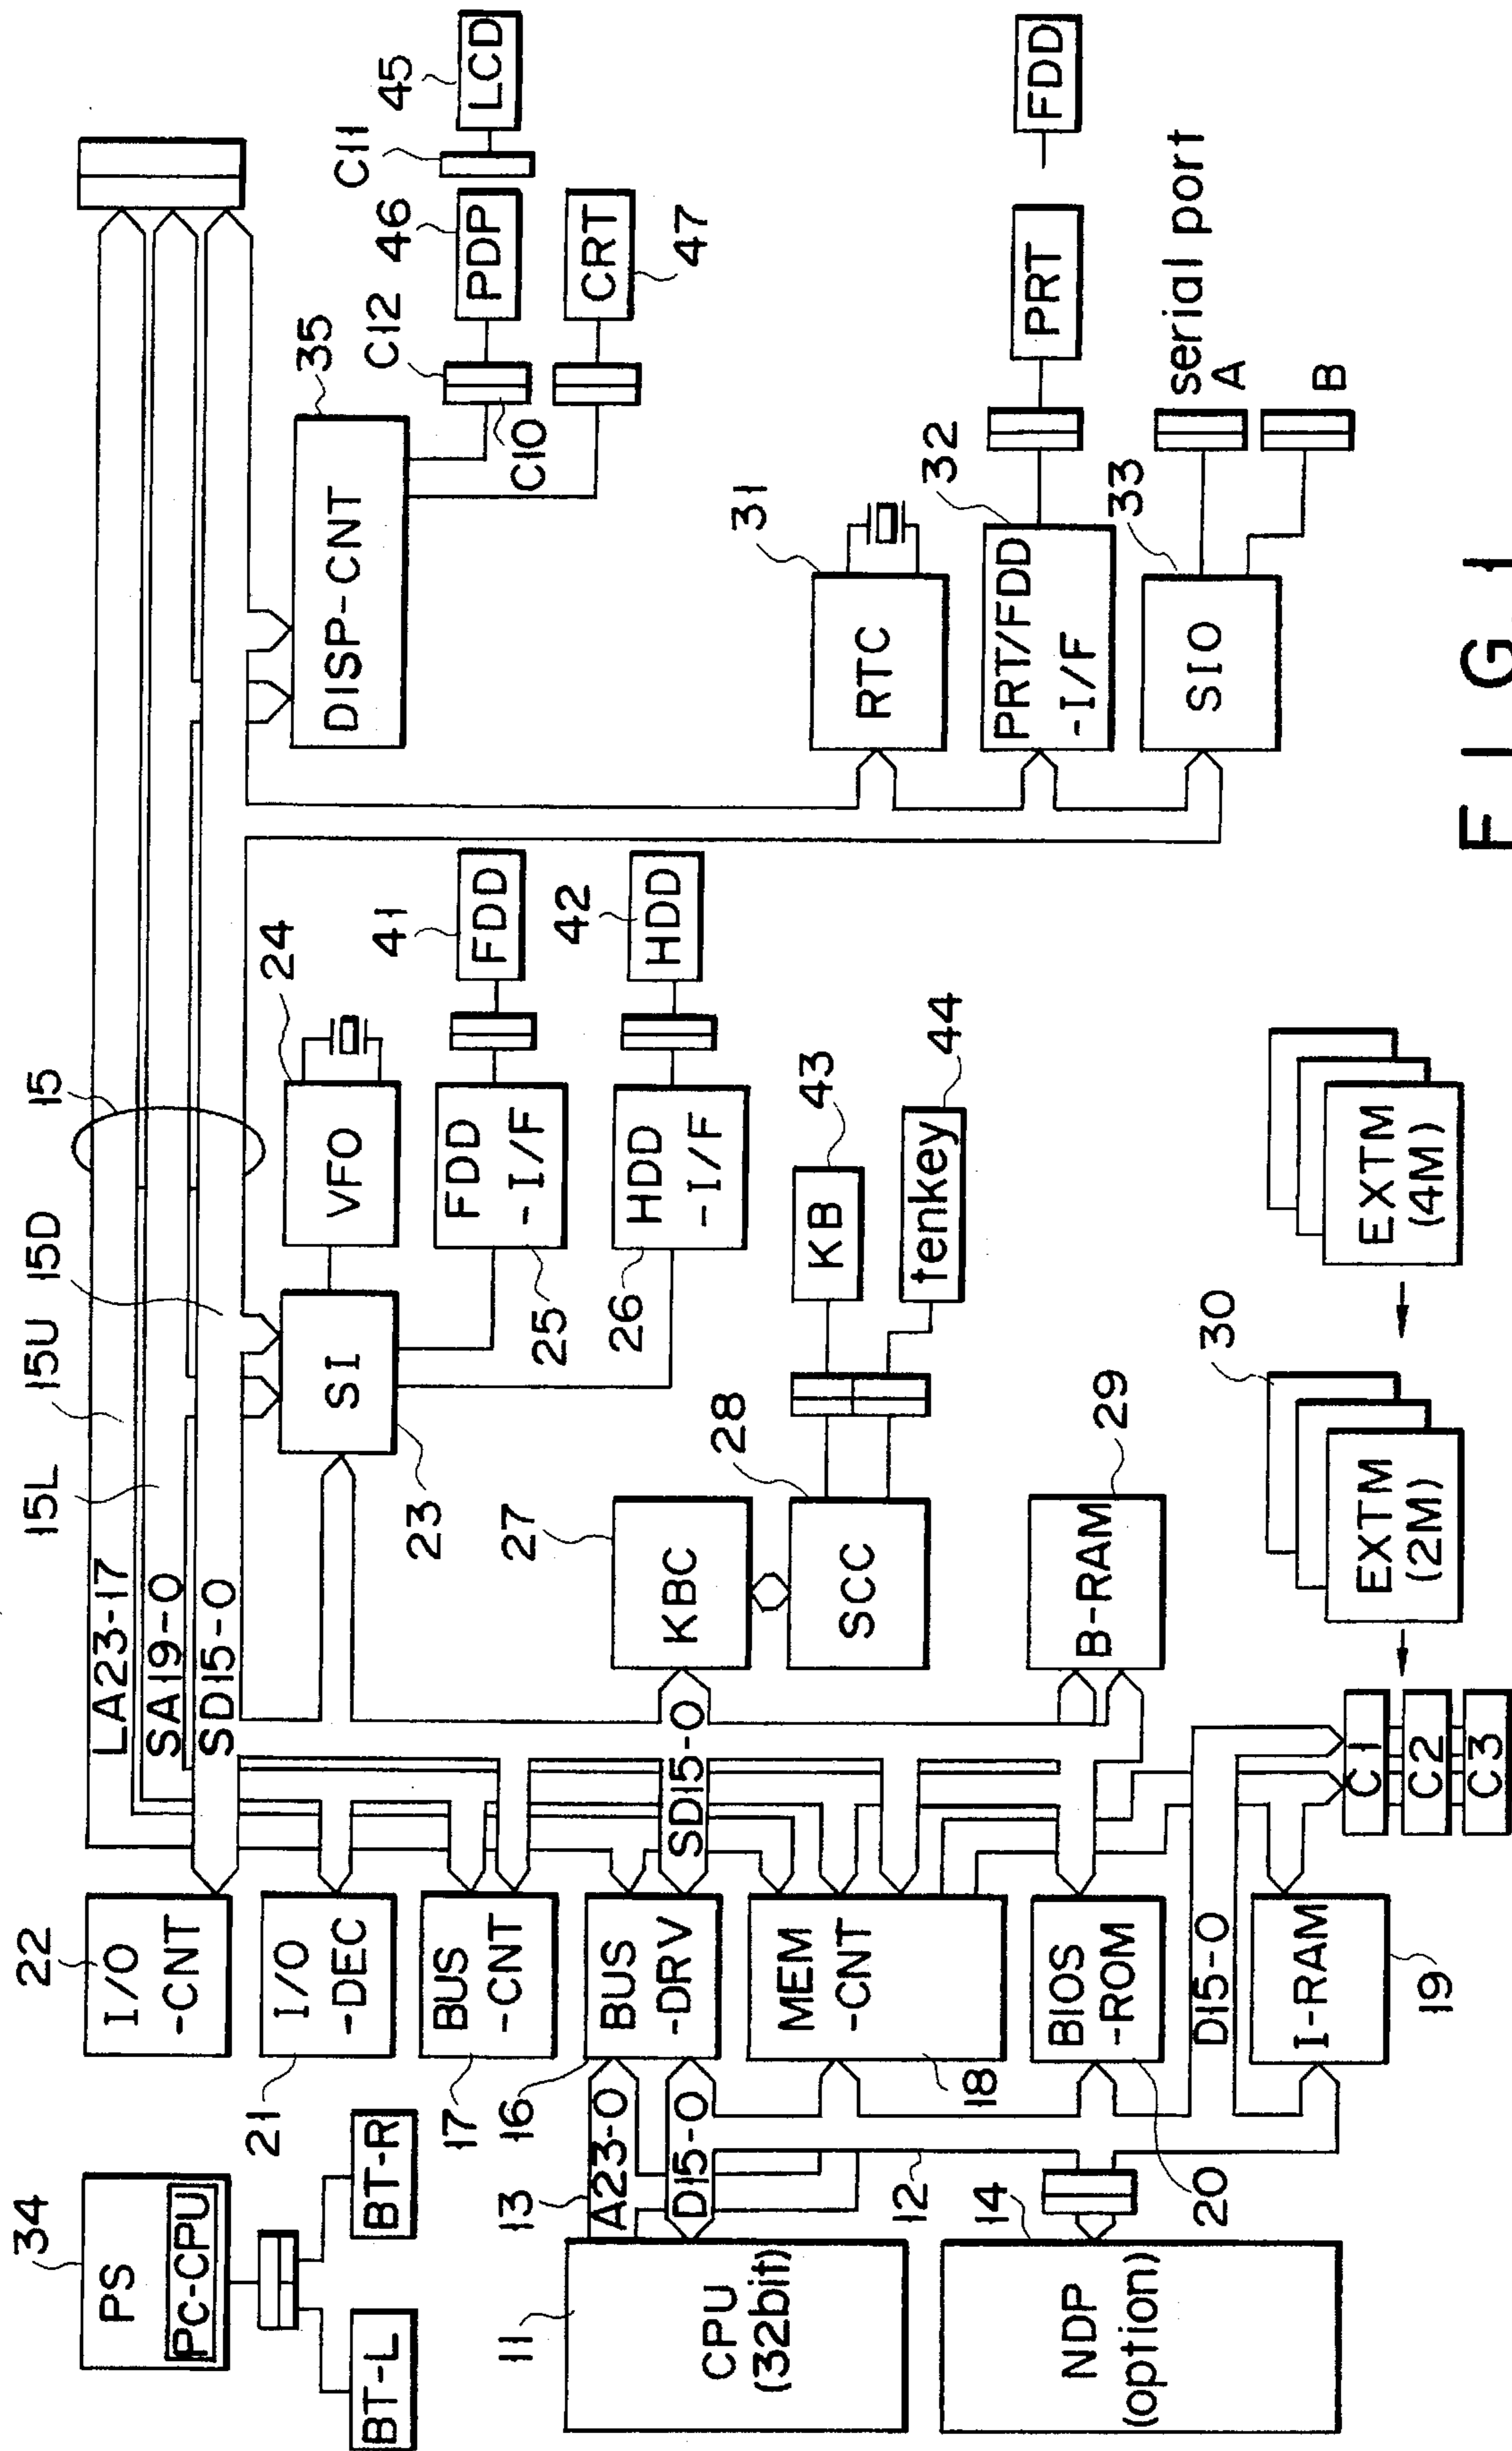 34
PS
PC-CPU
BT-L
BT-R
22
I/O
-CNT
21
I/O
-DEC
17
BUS
-CNT
16
BUS
-DRV
MEM
-CNT
18
BIOS
-ROM
20
I-RAM
19
11
CPU
(32bit)
13
A23-0
D15-0
12
14
NDP
(option)
D15-0
LA23-17
SA19-0
SD15-0
SD15-0
15L
15U
15D
15
SI
23
VFO
24
FDD
-I/F
25
FDD
41
HDD
-I/F
26
HDD
42
27
KBC
28
SCC
KB
43
tenkey
44
B-RAM
29
C1
C2
C3
EXTM
(2M)
30
EXTM
(4M)
DISP-CNT
35
C10
C12
PDP
46
C11
LCD
45
CRT
47
RTC
31
PRT/FDD
-I/F
32
PRT
FDD
SIO
33
serial port
A
B
FIG. 1